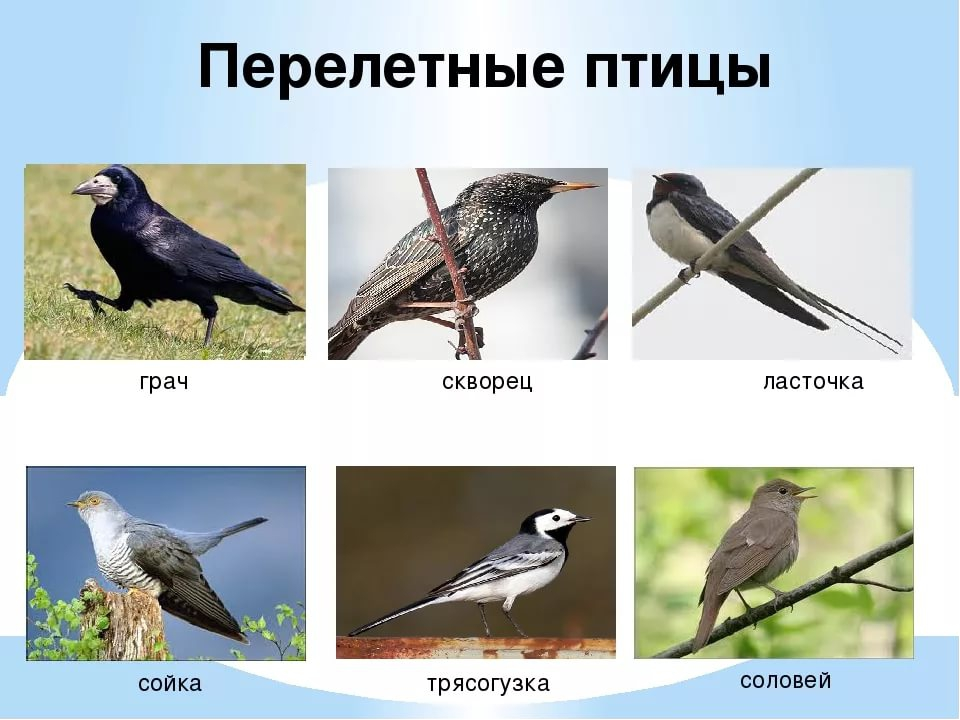 Перелетные птицы
грач
скворец
ласточка
сойка
трясогузка
соловей